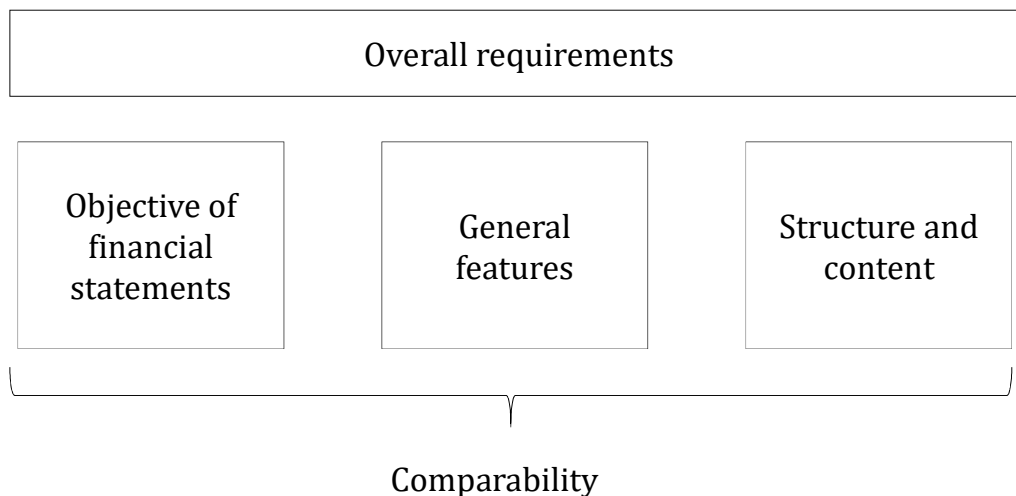 Overall requirements
Objective of
financial
statements
General
features
Structure and
content
Comparability